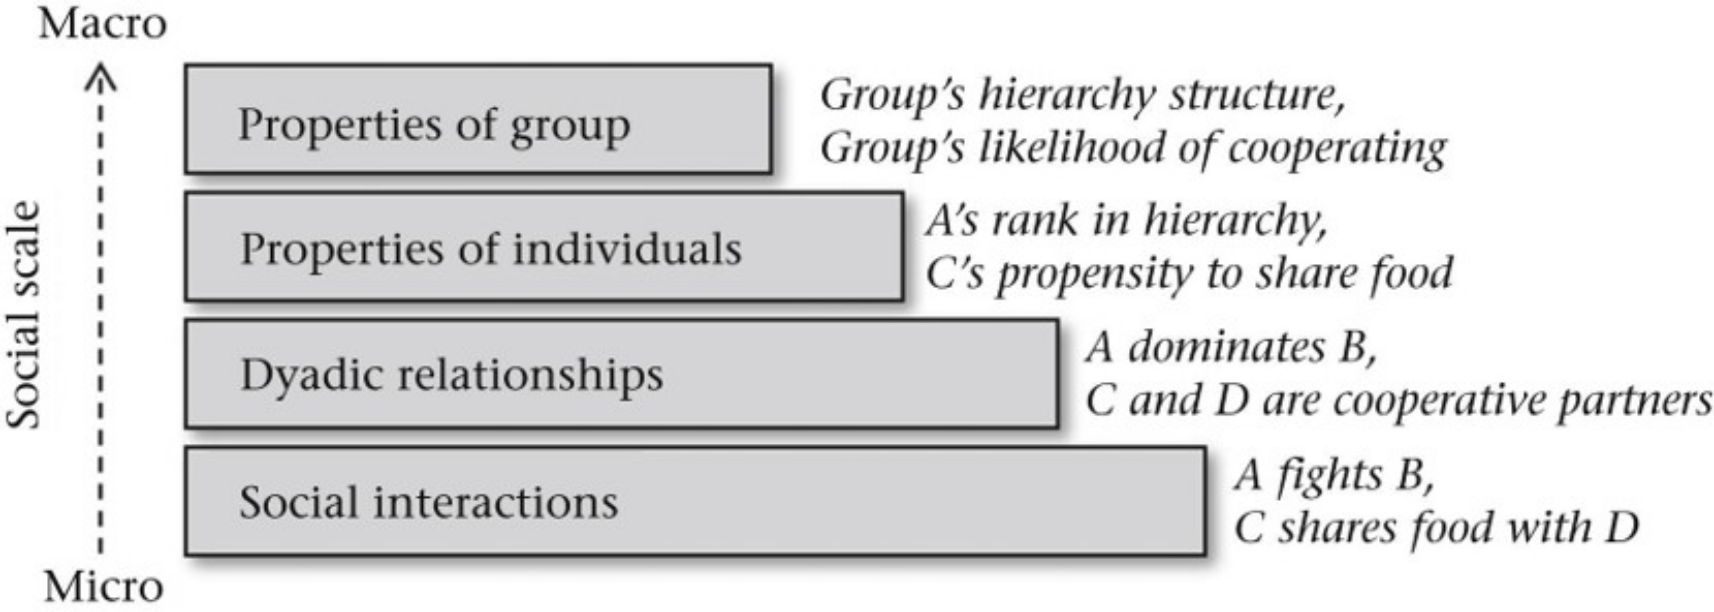 Macro
Social scale
Properties of group
Group’s hierarchy structure,
Group’s likelihood of cooperating
Properties of individuals
A’s rank in hierarchy,
C’s propensity to share food
Dyadic relationships
A dominates B,
C and D are cooperative partners
Social interactions
A fights B,
C shares food with D
Micro